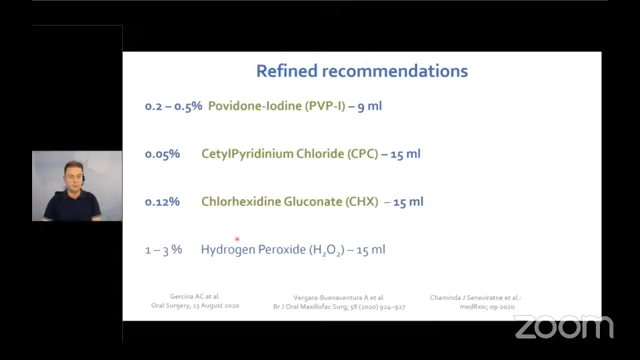 Refined recommendations
0.2 – 0.5% Povidone-Iodine (PVP-I) – 9 ml
0.05% CetylPyridinium Chloride (CPC) – 15 ml
0.12% Chlorhexidine Gluconate (CHX) – 15 ml
1 – 3 % Hydrogen Peroxide (H₂O₂) – 15 ml
Gercina AC at al.
Oral Surgery, 13 August 2020
Vergara-Buenaventura A et al
Br J Oral Maxillofac Surg; 58 (2020) 924–927
Chaminda J Seneviratne et al.:
medRxiv; 09-2020
zoom